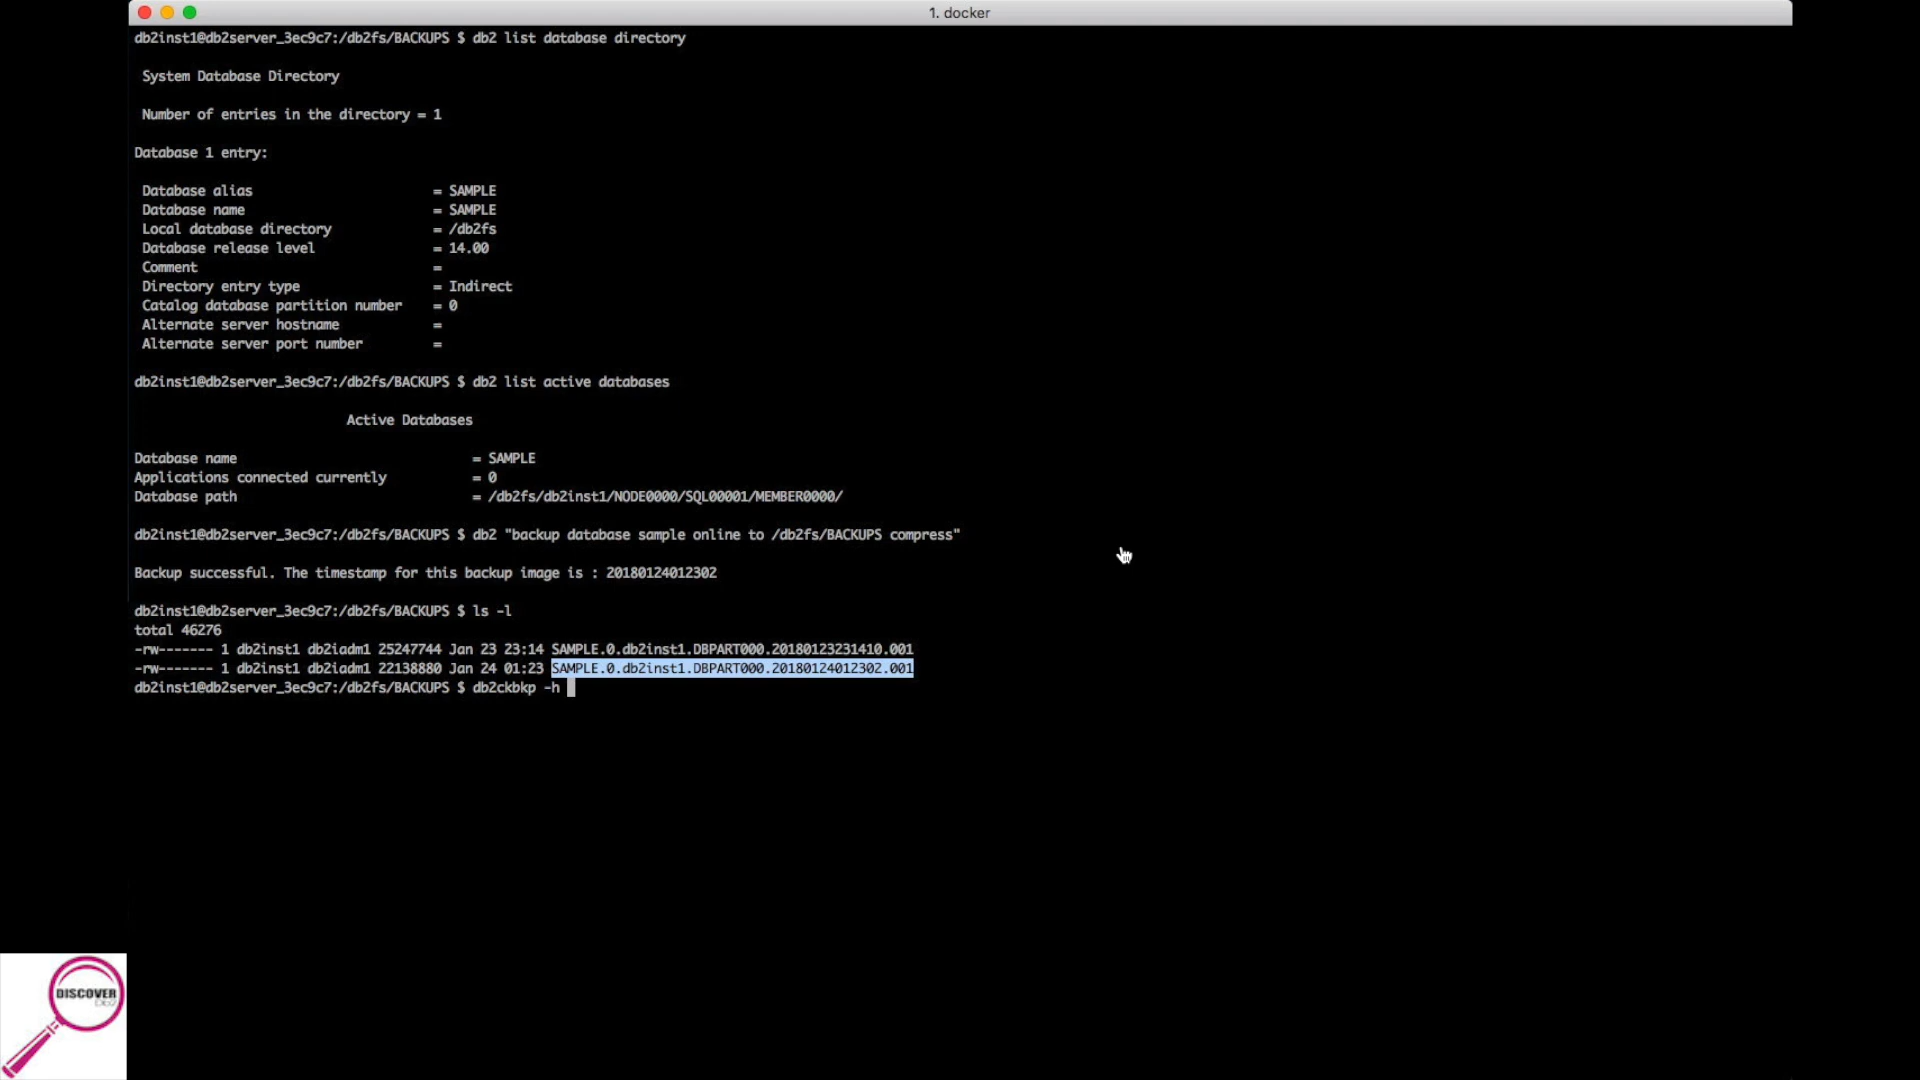 1. docker
db2inst1@db2server_3ec9c7:/db2fs/BACKUPS $ db2 list database directory
System Database Directory
Number of entries in the directory = 1
Database 1 entry:
Database alias = SAMPLE
Database name = SAMPLE
Local database directory = /db2fs
Database release level = 14.00
Comment =
Directory entry type = Indirect
Catalog database partition number = 0
Alternate server hostname =
Alternate server port number =
db2inst1@db2server_3ec9c7:/db2fs/BACKUPS $ db2 list active databases
Active Databases
Database name = SAMPLE
Applications connected currently = 0
Database path = /db2fs/db2inst1/NODE0000/SQL00001/MEMBER0000/
db2inst1@db2server_3ec9c7:/db2fs/BACKUPS $ db2 "backup database sample online to /db2fs/BACKUPS compress"
Backup successful. The timestamp for this backup image is : 20180124012302
db2inst1@db2server_3ec9c7:/db2fs/BACKUPS $ ls -l
total 46276
-rw------- 1 db2inst1 db2iadm1 25247744 Jan 23 23:14 SAMPLE.0.db2inst1.DBPART000.20180123231410.001
-rw------- 1 db2inst1 db2iadm1 22138880 Jan 24 01:23 SAMPLE.0.db2inst1.DBPART000.20180124012302.001
db2inst1@db2server_3ec9c7:/db2fs/BACKUPS $ db2ckbkp -h
DISCOVER